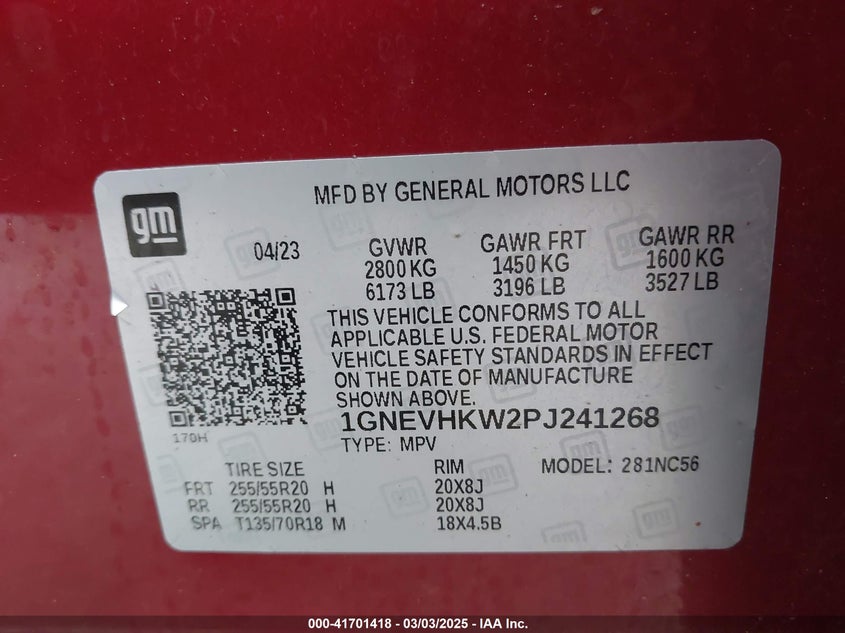 gm
MFD BY GENERAL MOTORS LLC
04/23
GVWR
2800 KG
6173 LB
GAWR FRT
1450 KG
3196 LB
GAWR RR
1600 KG
3527 LB
THIS VEHICLE CONFORMS TO ALL
APPLICABLE U.S. FEDERAL MOTOR
VEHICLE SAFETY STANDARDS IN EFFECT
ON THE DATE OF MANUFACTURE
SHOWN ABOVE.
1GNEVHKW2PJ241268
170H
TYPE: MPV
TIRE SIZE RIM MODEL: 281NC56
FRT 255/55R20 H 20X8J
RR 255/55R20 H 20X8J
SPA T135/70R18 M 18X4.5B
000-41701418 - 03/03/2025 - IAA Inc.